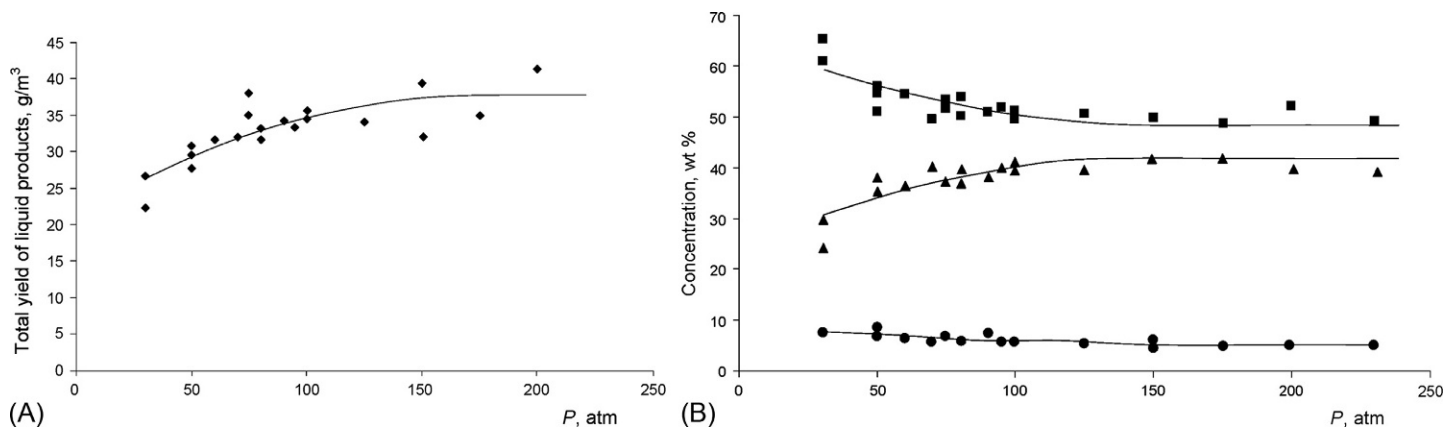 Total yield of liquid products, g/m³
45
40
35
30
25
20
15
10
5
0
0 50 100 150 200 250
P, atm
(A)
Concentration, wt %
70
60
50
40
30
20
10
0
0 50 100 150 200 250
P, atm
(B)